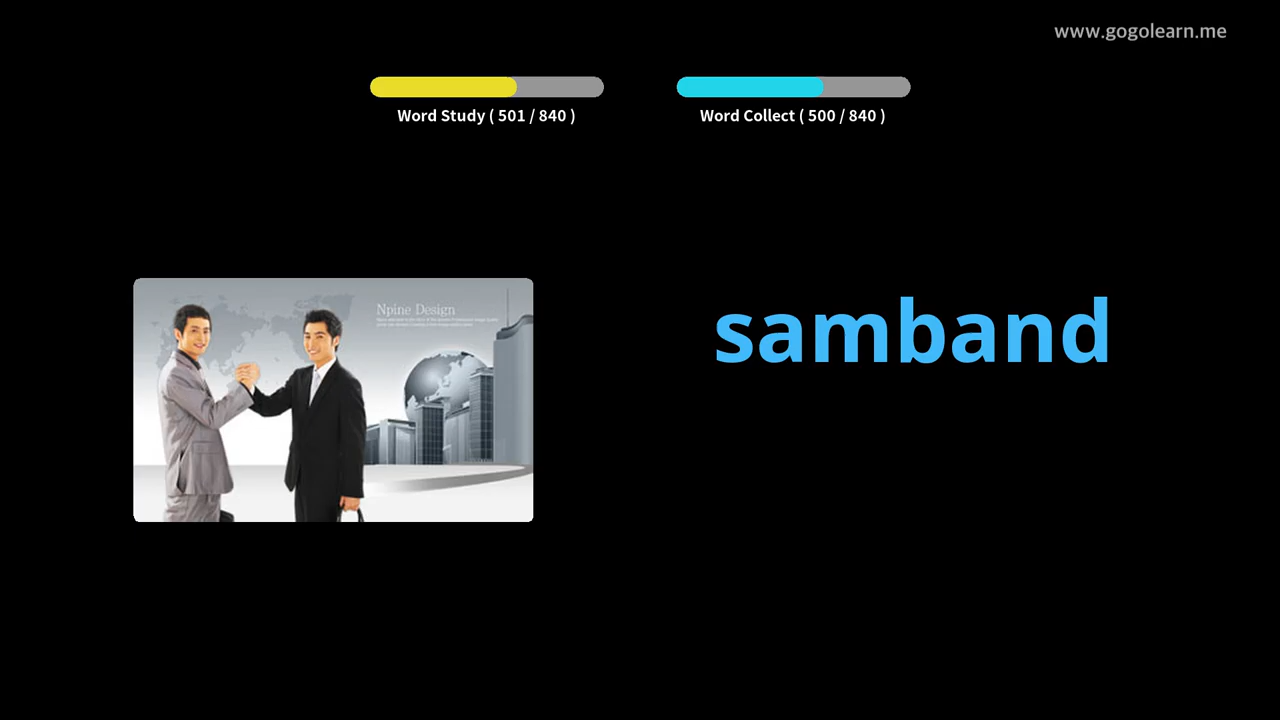 www.gogolearn.me
Word Study ( 501 / 840 )
Word Collect ( 500 / 840 )
Npine Design
samband